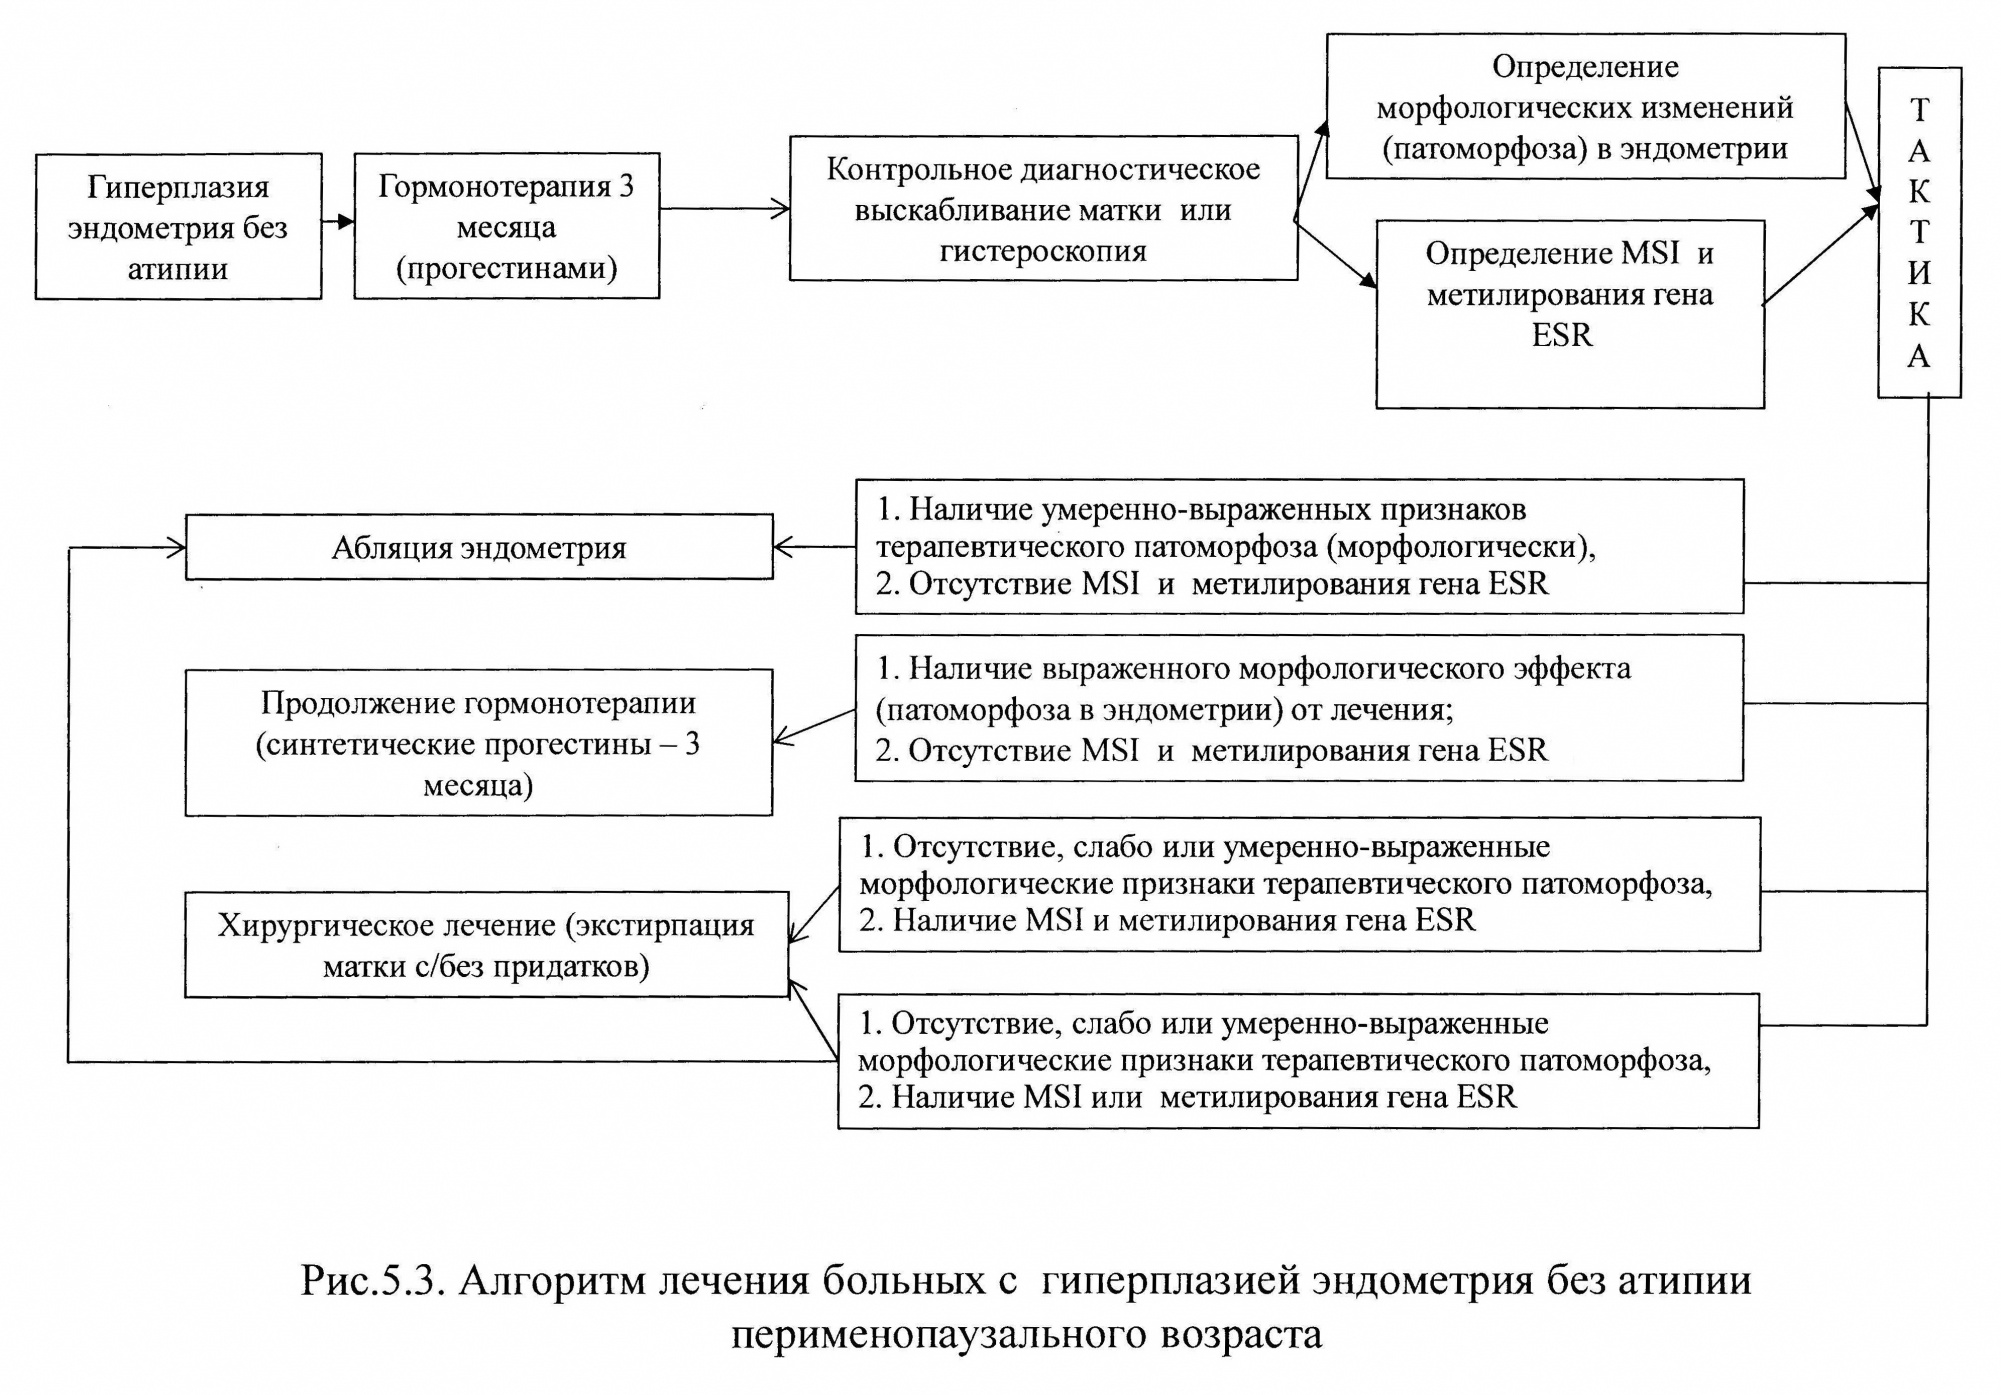 Гиперплазия
эндометрия без
атипии
Гормонотерапия 3
месяца
(прогестинами)
Контрольное диагностическое
выскабливание матки или
гистероскопия
Определение
морфологических изменений
(патоморфоза) в эндометрии
Определение MSI и
метилирования гена
ESR
Т
А
К
Т
И
К
А
Абляция эндометрия
1. Наличие умеренно-выраженных признаков
терапевтического патоморфоза (морфологически),
2. Отсутствие MSI и метилирования гена ESR
Продолжение гормонотерапии
(синтетические прогестины – 3
месяца)
1. Наличие выраженного морфологического эффекта
(патоморфоза в эндометрии) от лечения;
2. Отсутствие MSI и метилирования гена ESR
Хирургическое лечение (экстирпация
матки с/без придатков)
1. Отсутствие, слабо или умеренно-выраженные
морфологические признаки терапевтического патоморфоза,
2. Наличие MSI и метилирования гена ESR
1. Отсутствие, слабо или умеренно-выраженные
морфологические признаки терапевтического патоморфоза,
2. Наличие MSI или метилирования гена ESR
Рис.5.3. Алгоритм лечения больных с гиперплазией эндометрия без атипии
перименопаузального возраста